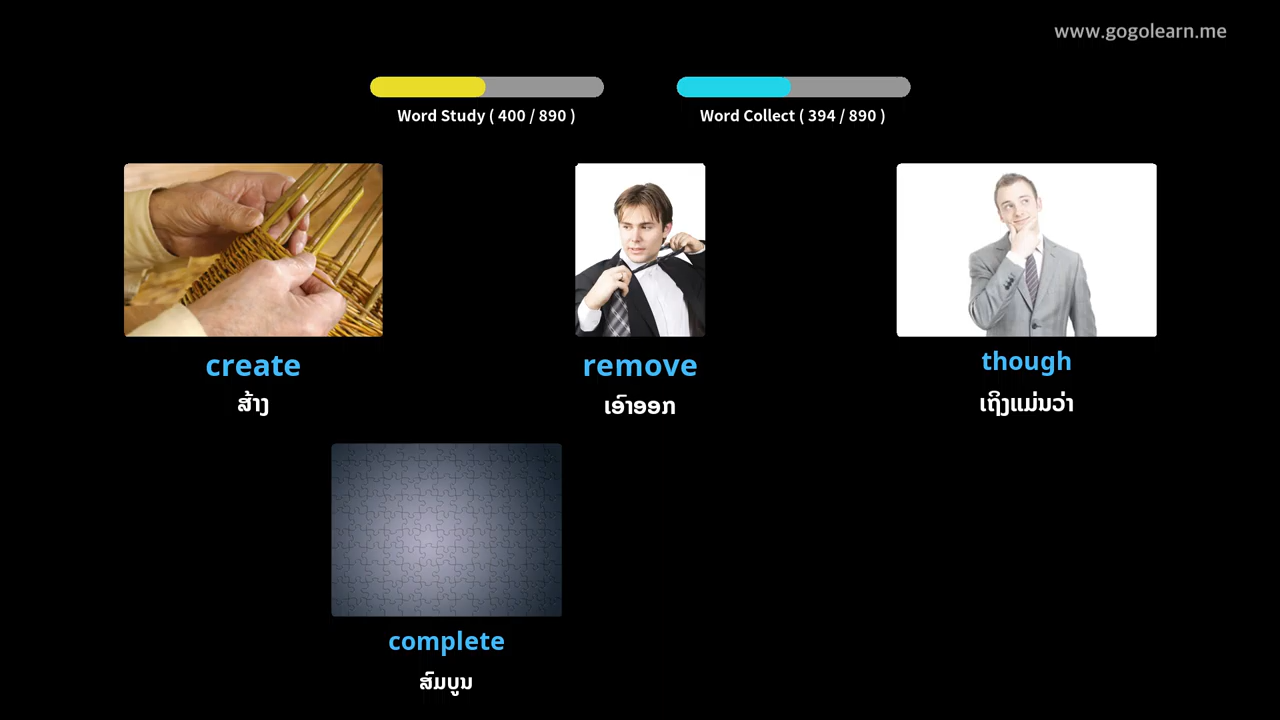 www.gogolearn.me
Word Study ( 400 / 890 )
Word Collect ( 394 / 890 )
create
remove
though
ສ້າງ
ເອົາອອກ
ເຖິງແມ່ນວ່າ
complete
ສົມບູນ